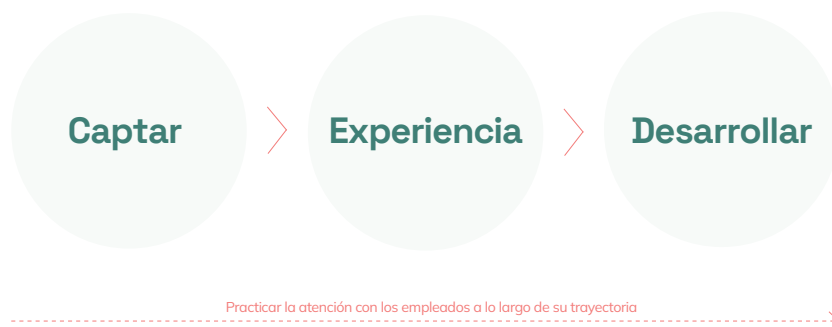 Captar
Experiencia
Desarrollar
Practicar la atención con los empleados a lo largo de su trayectoria